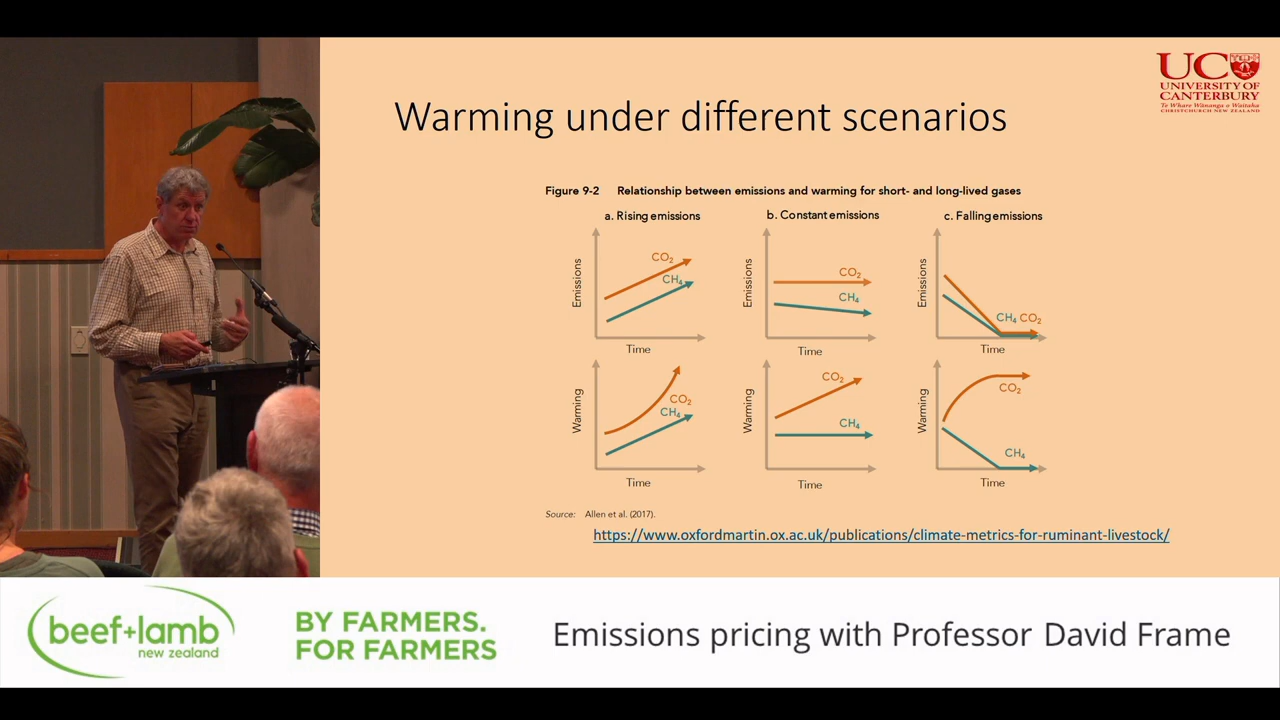 UC
UNIVERSITY OF
CANTERBURY
Te Whare Wānanga o Waitaha
CHRISTCHURCH NEW ZEALAND
Warming under different scenarios
Figure 9-2 Relationship between emissions and warming for short- and long-lived gases
a. Rising emissions
b. Constant emissions
c. Falling emissions
Emissions
CO₂
CH₄
Time
Emissions
CO₂
CH₄
Time
Emissions
CH₄ CO₂
Time
Warming
CO₂
CH₄
Time
Warming
CO₂
CH₄
Time
Warming
CO₂
CH₄
Time
Source: Allen et al. (2017).
https://www.oxfordmartin.ox.ac.uk/publications/climate-metrics-for-ruminant-livestock/
beef+lamb
new zealand
BY FARMERS.
FOR FARMERS
Emissions pricing with Professor David Frame